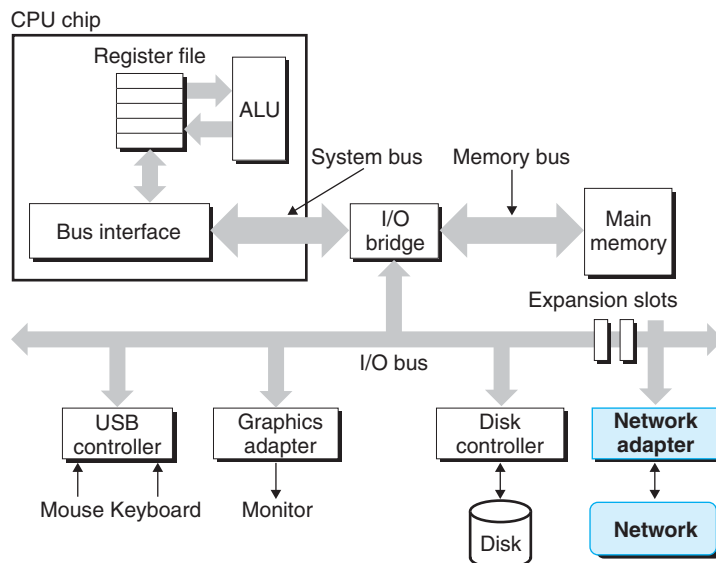 CPU chip
Register file
ALU
System bus
Memory bus
Bus interface
I/O
bridge
Main
memory
Expansion slots
I/O bus
USB
controller
Graphics
adapter
Disk
controller
Network
adapter
Mouse Keyboard
Monitor
Disk
Network